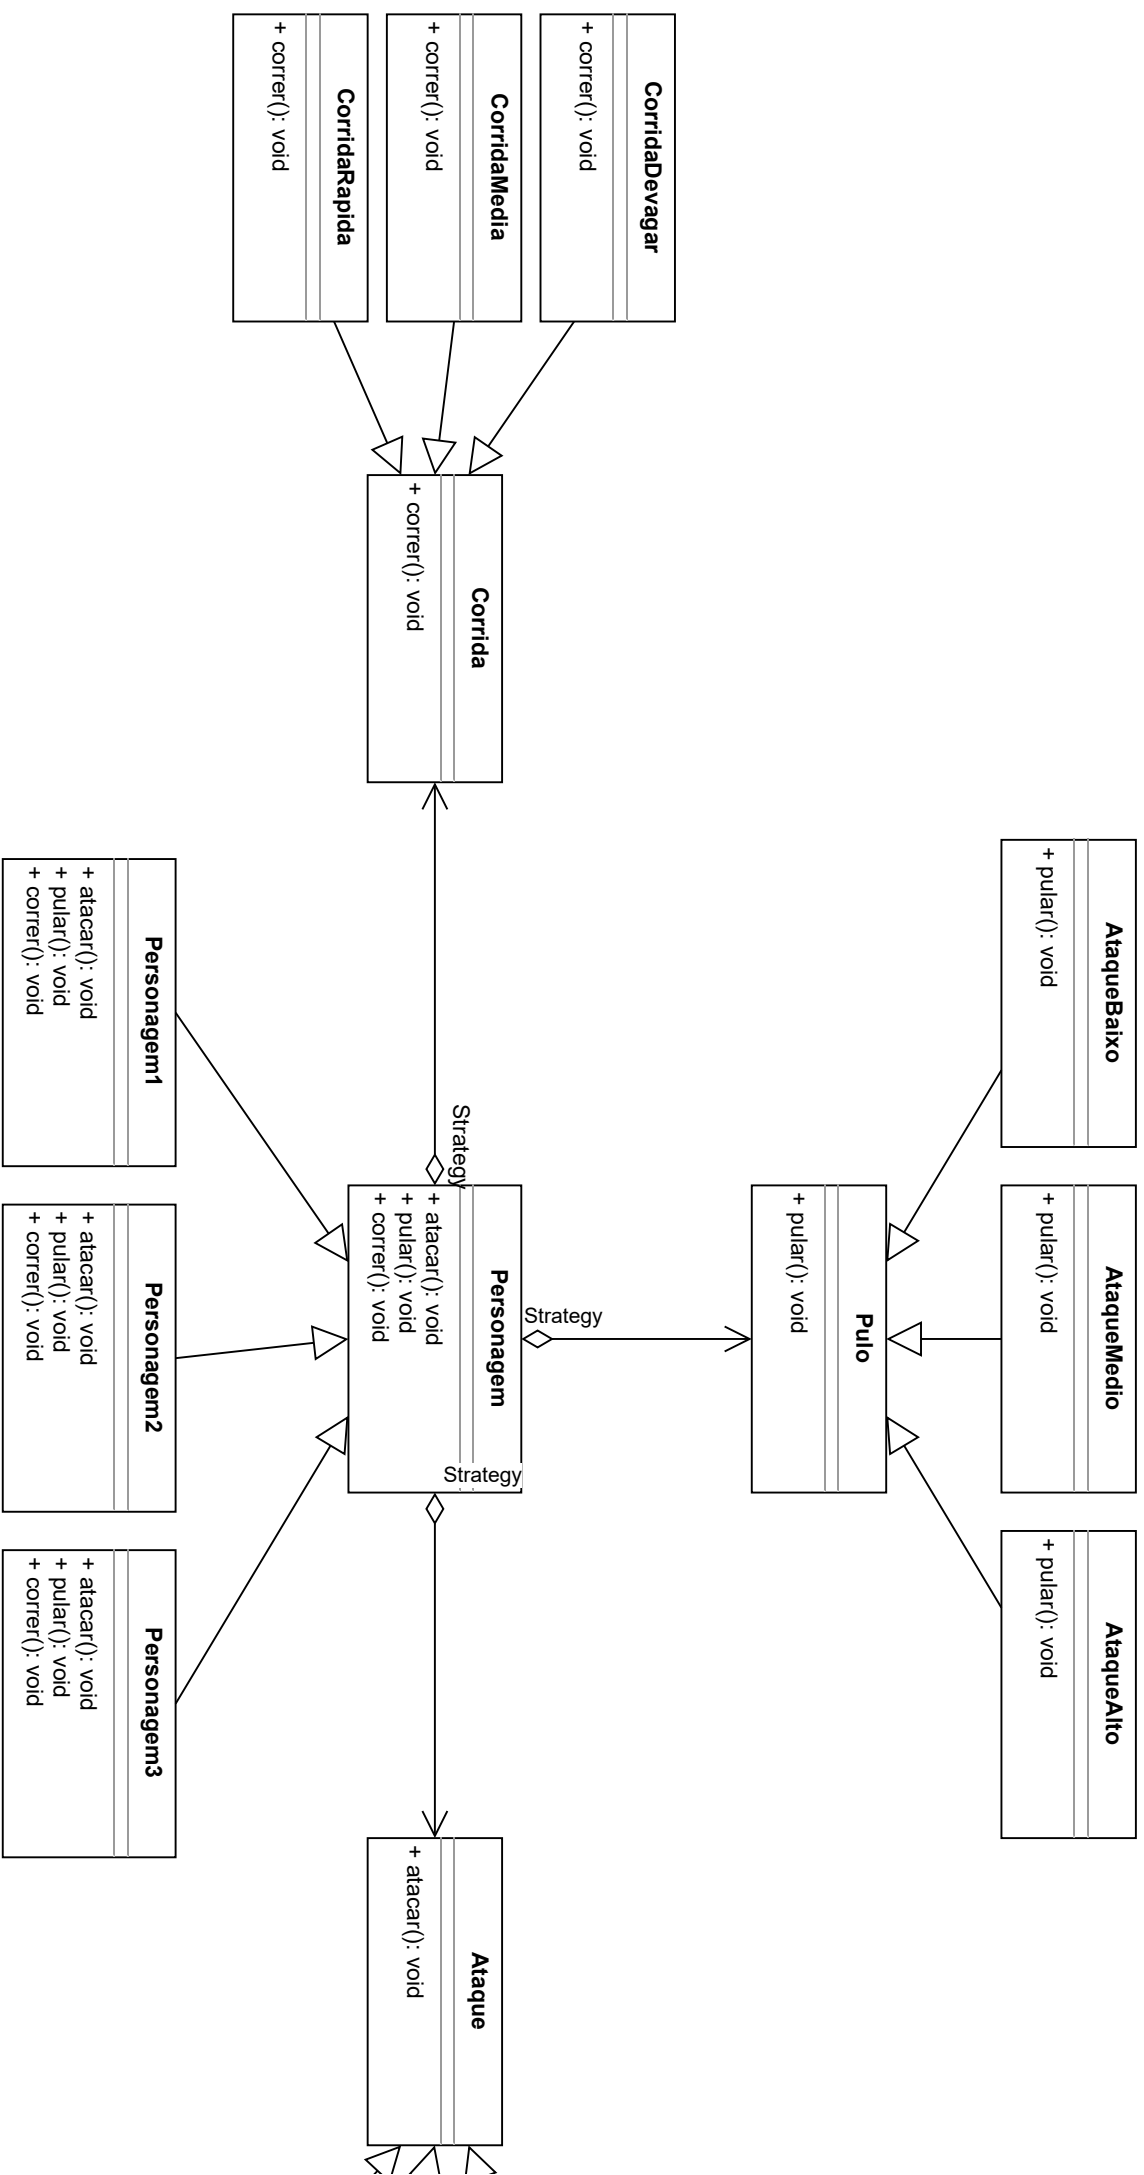 AtaqueBaixo
+ pular(): void
AtaqueMedio
+ pular(): void
AtaqueAlto
+ pular(): void
Pulo
+ pular(): void
CorridaDevagar
+ correr(): void
CorridaMedia
+ correr(): void
CorridaRapida
+ correr(): void
Corrida
+ correr(): void
Strategy
Strategy
Strategy
Personagem
+ atacar(): void
+ pular(): void
+ correr(): void
Ataque
+ atacar(): void
Personagem1
+ atacar(): void
+ pular(): void
+ correr(): void
Personagem2
+ atacar(): void
+ pular(): void
+ correr(): void
Personagem3
+ atacar(): void
+ pular(): void
+ correr(): void